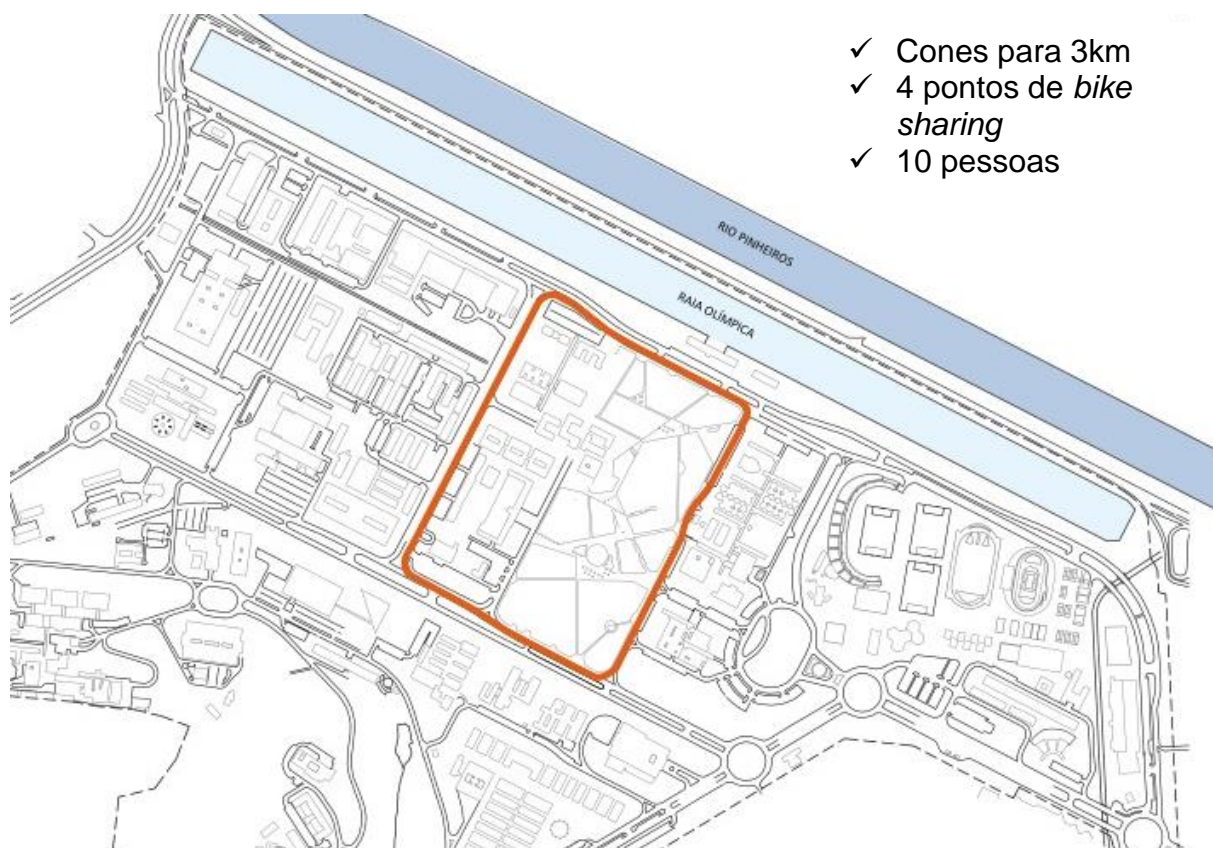 ✓ Cones para 3km
✓ 4 pontos de bike
sharing
✓ 10 pessoas
RIO PINHEIROS
RAIA OLÍMPICA